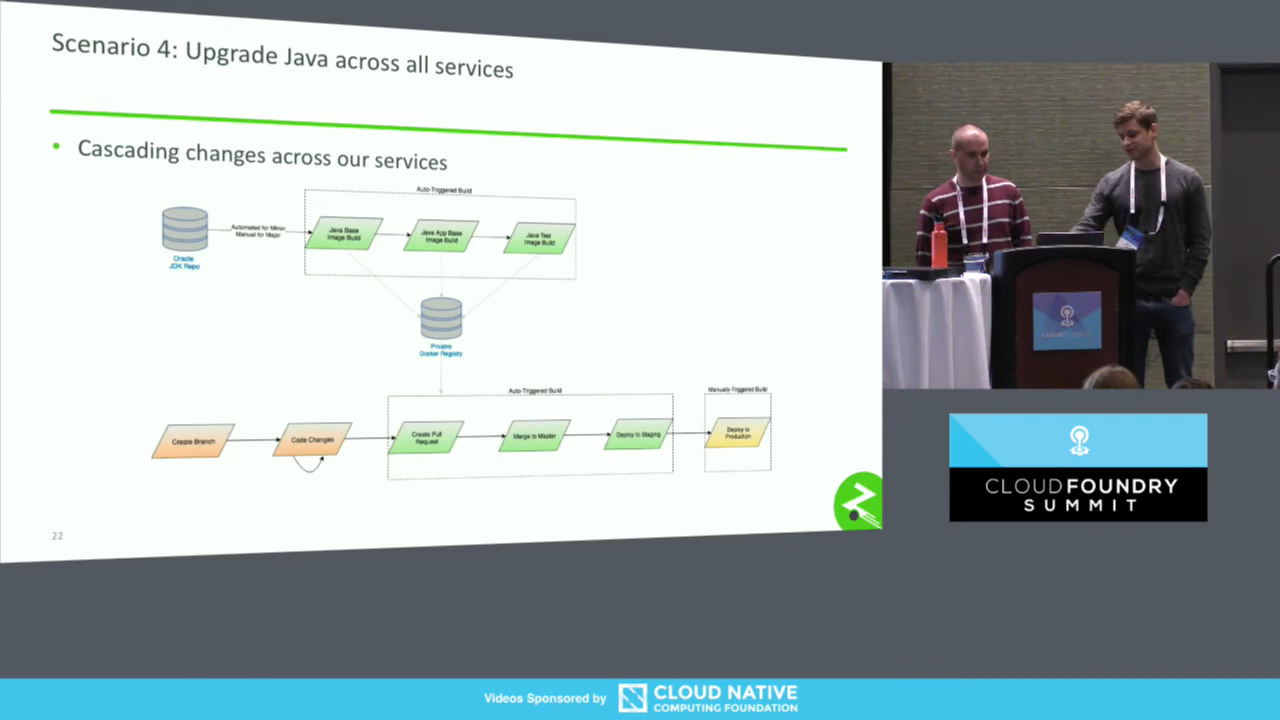 Scenario 4: Upgrade Java across all services
• Cascading changes across our services
Auto-Triggered Build
Oracle
JDK Repo
Automated for Minor
Manual for Major
Java Base
Image Build
Java App Base
Image Build
Java Test
Image Build
Private
Docker Registry
Auto-Triggered Build
Manually-Triggered Build
Create Branch
Code Changes
Create Pull
Request
Merge to Master
Deploy to Staging
Deploy to
Production
22
CLOUD FOUNDRY
SUMMIT
Videos Sponsored by
CLOUD NATIVE
COMPUTING FOUNDATION